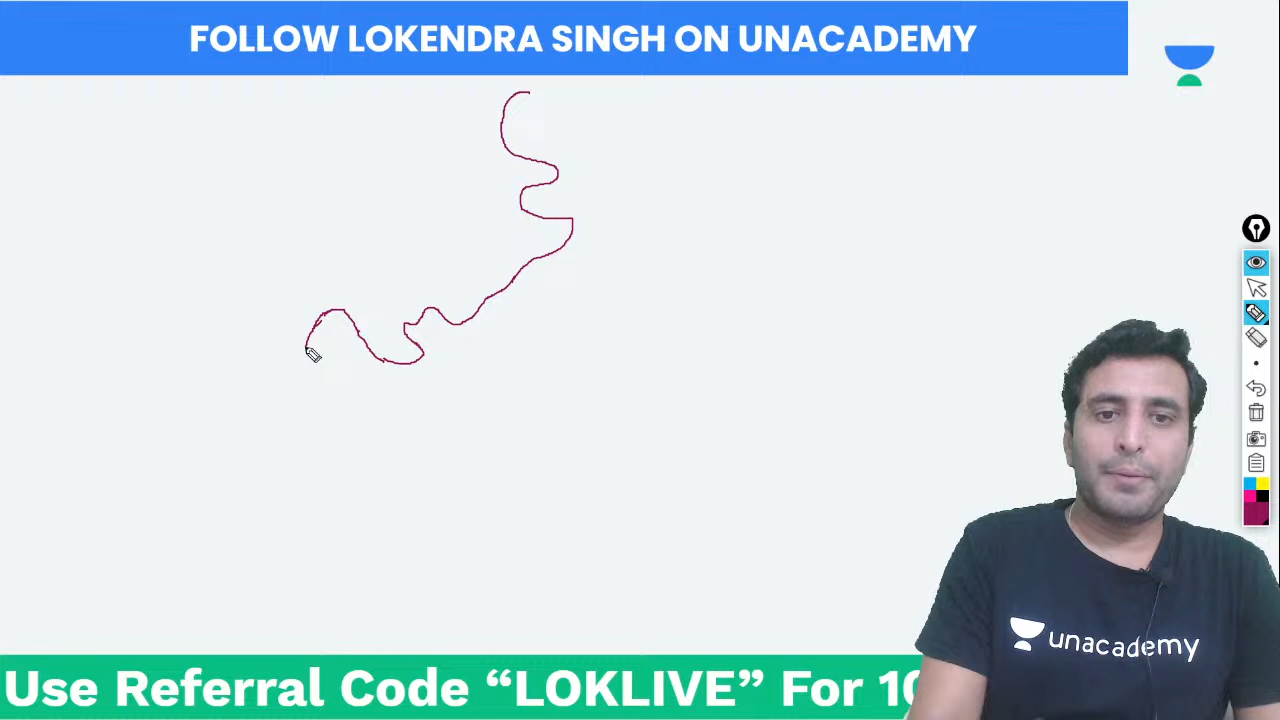 FOLLOW LOKENDRA SINGH ON UNACADEMY
unacademy
Use Referral Code “LOKLIVE” For 10